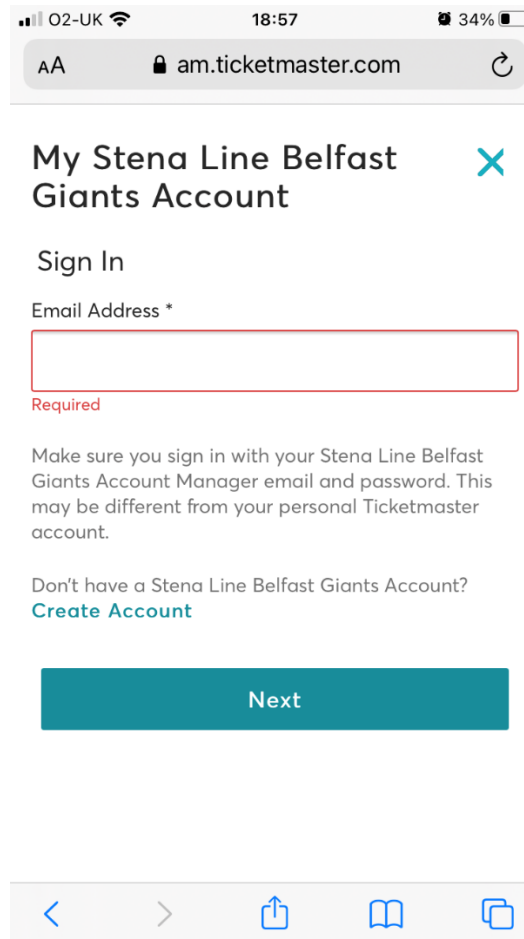 O2-UK 18:57 34%
AA am.ticketmaster.com
My Stena Line Belfast
Giants Account
Sign In
Email Address *
Required
Make sure you sign in with your Stena Line Belfast
Giants Account Manager email and password. This
may be different from your personal Ticketmaster
account.
Don't have a Stena Line Belfast Giants Account?
Create Account
Next